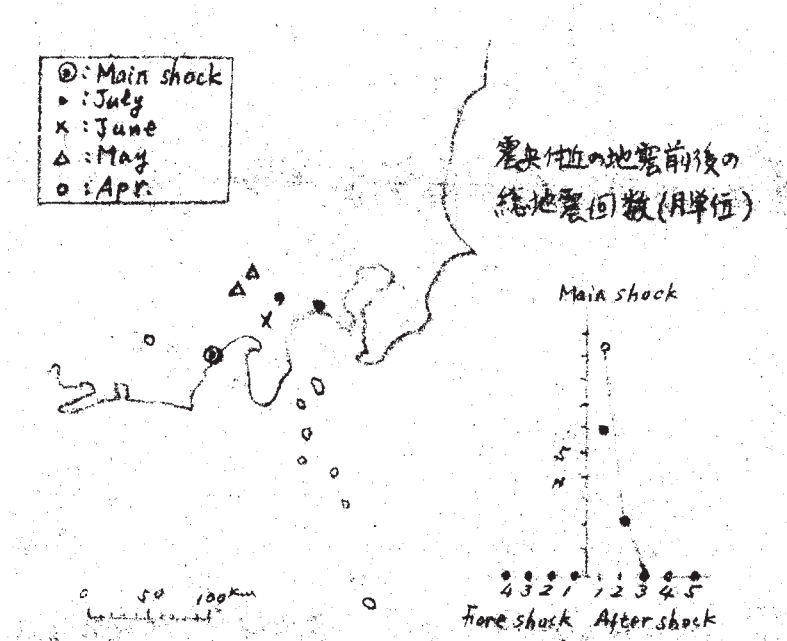 ◉: Main shock
•: July
×: June
△: May
○: Apr.
震央付近の地震前後の
総地震回数(月単位)
Main shock
0 50 100km
4 3 2 1 1 2 3 4 5
Fore shock After shock